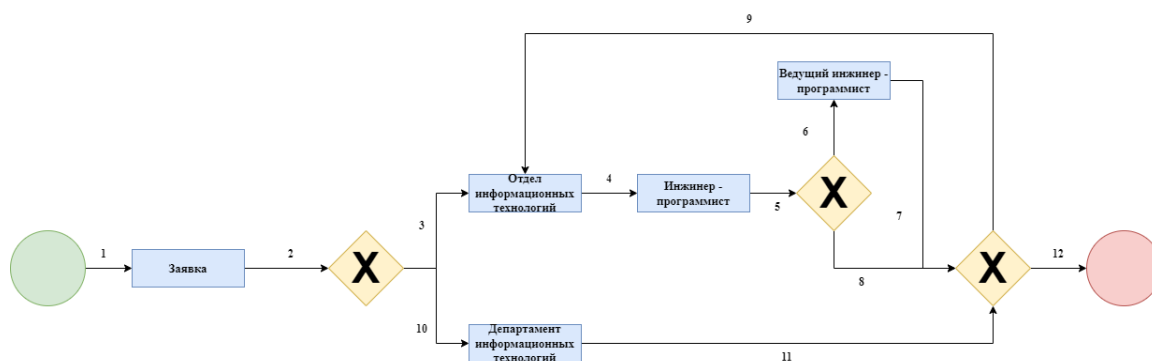 9
Ведущий инжинер -
программист
6
Отдел
информационных
технологий
4
Инжинер -
программист
5
X
7
3
1
Заявка
2
X
8
X
12
10
Департамент
информационных
технологий
11